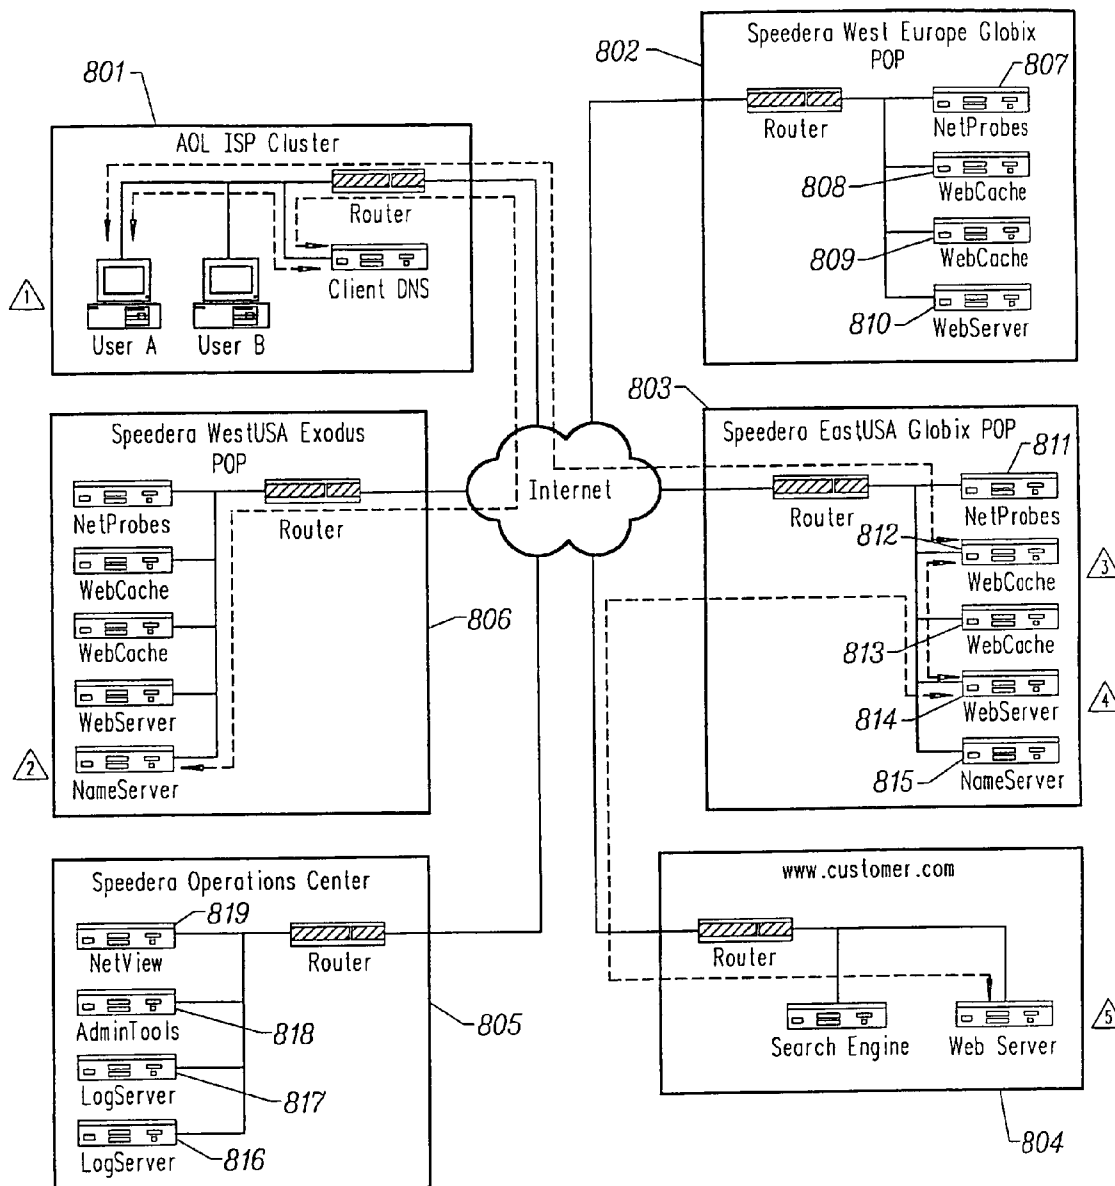 801
AOL ISP Cluster
Router
Client DNS
1
User A
User B
802
Speedera West Europe Globix
POP
807
Router
NetProbes
808
WebCache
809
WebCache
810
WebServer
Speedera WestUSA Exodus
POP
Router
NetProbes
WebCache
WebCache
806
WebServer
2
NameServer
Internet
803
Speedera EastUSA Globix POP
811
Router
NetProbes
812
WebCache
3
WebCache
813
WebServer
4
814
815
NameServer
Speedera Operations Center
819
NetView
Router
AdminTools
818
805
LogServer
817
LogServer
816
www.customer.com
Router
Search Engine
Web Server
5
804